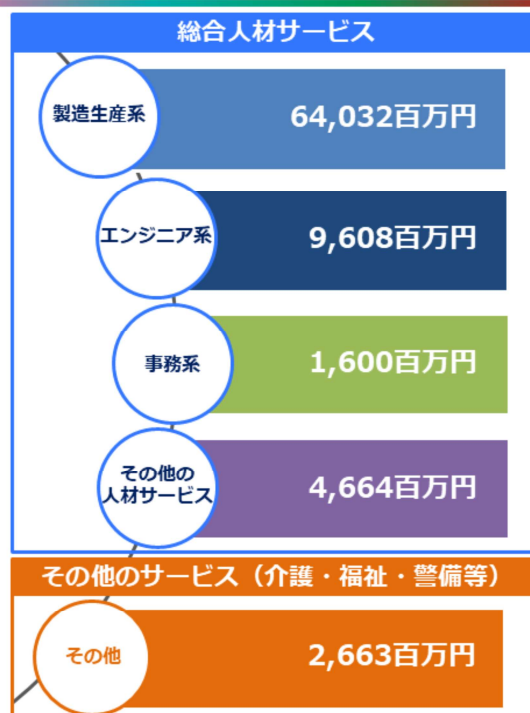 総合人材サービス
製造生産系
64,032百万円
エンジニア系
9,608百万円
事務系
1,600百万円
その他の
人材サービス
4,664百万円
その他のサービス（介護・福祉・警備等）
その他
2,663百万円